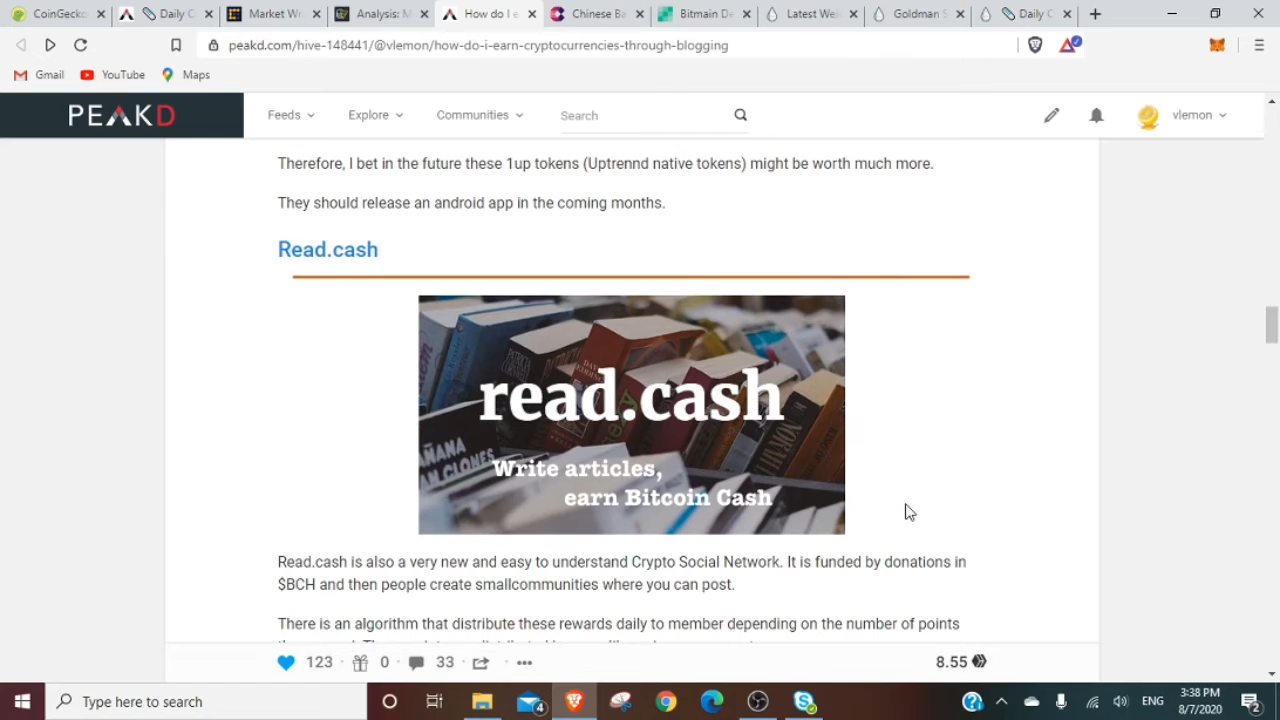 CoinGecko
Daily C
Market Wr
Analysis: M
How do I e
Chinese Ba
Bitmain De
Latest Wei
Goldman S
Daily C
peakd.com/hive-148441/@vlemon/how-do-i-earn-cryptocurrencies-through-blogging
Gmail
YouTube
Maps
PEAKD
Feeds
Explore
Communities
Search
vlemon
Therefore, I bet in the future these 1up tokens (Uptrennd native tokens) might be worth much more.
They should release an android app in the coming months.
Read.cash
read.cash
Write articles,
earn Bitcoin Cash
MAÑANA
CLONES
Read.cash is also a very new and easy to understand Crypto Social Network. It is funded by donations in
$BCH and then people create smallcommunities where you can post.
There is an algorithm that distribute these rewards daily to member depending on the number of points
123
0
33
8.55
Type here to search
4
ENG
3:38 PM
8/7/2020
2